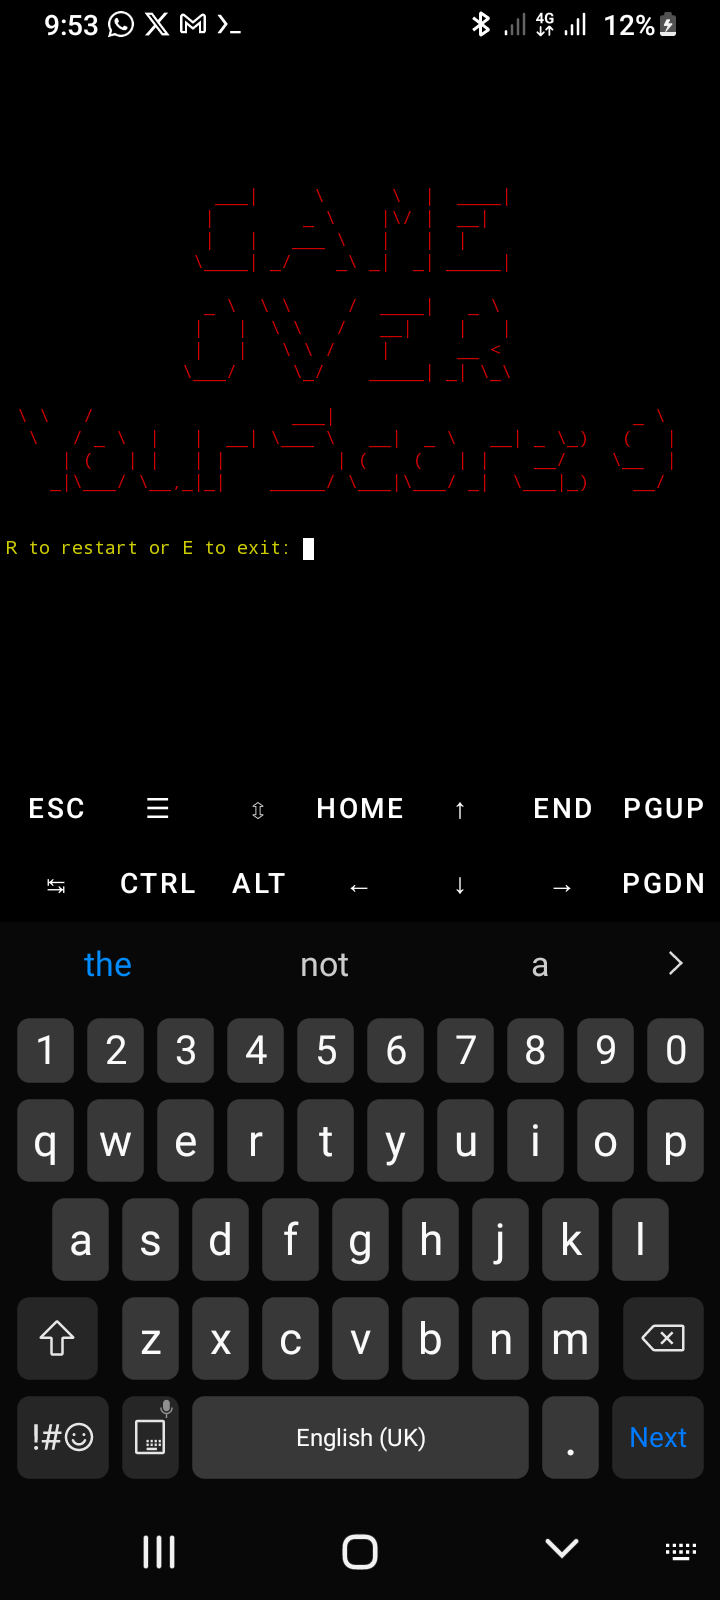 9:53
4G
12%
GAME
OVER
Your Score: 9
R to restart or E to exit:
ESC HOME ↑ END PGUP
CTRL ALT ← ↓ → PGDN
the not a
1 2 3 4 5 6 7 8 9 0
q w e r t y u i o p
a s d f g h j k l
z x c v b n m
!#☺ English (UK) . Next